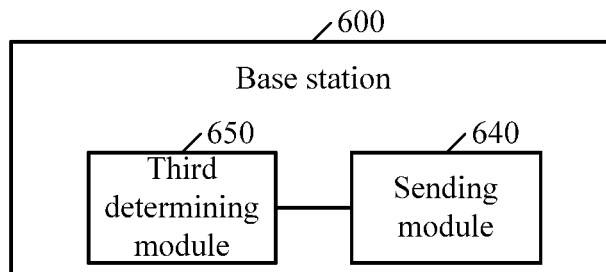 600
Base station
650
640
Third
determining
module
Sending
module